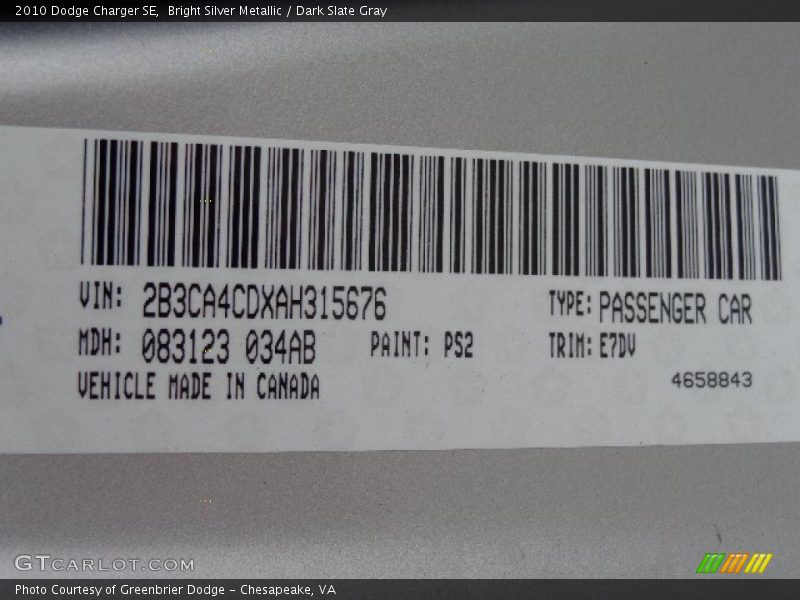 2010 Dodge Charger SE,  Bright Silver Metallic / Dark Slate Gray
VIN: 2B3CA4CDXAH315676 TYPE: PASSENGER CAR
MDH: 083123 034AB PAINT: PS2 TRIM: E7DV
VEHICLE MADE IN CANADA 4658843
GTCARLOT.COM
Photo Courtesy of Greenbrier Dodge - Chesapeake, VA